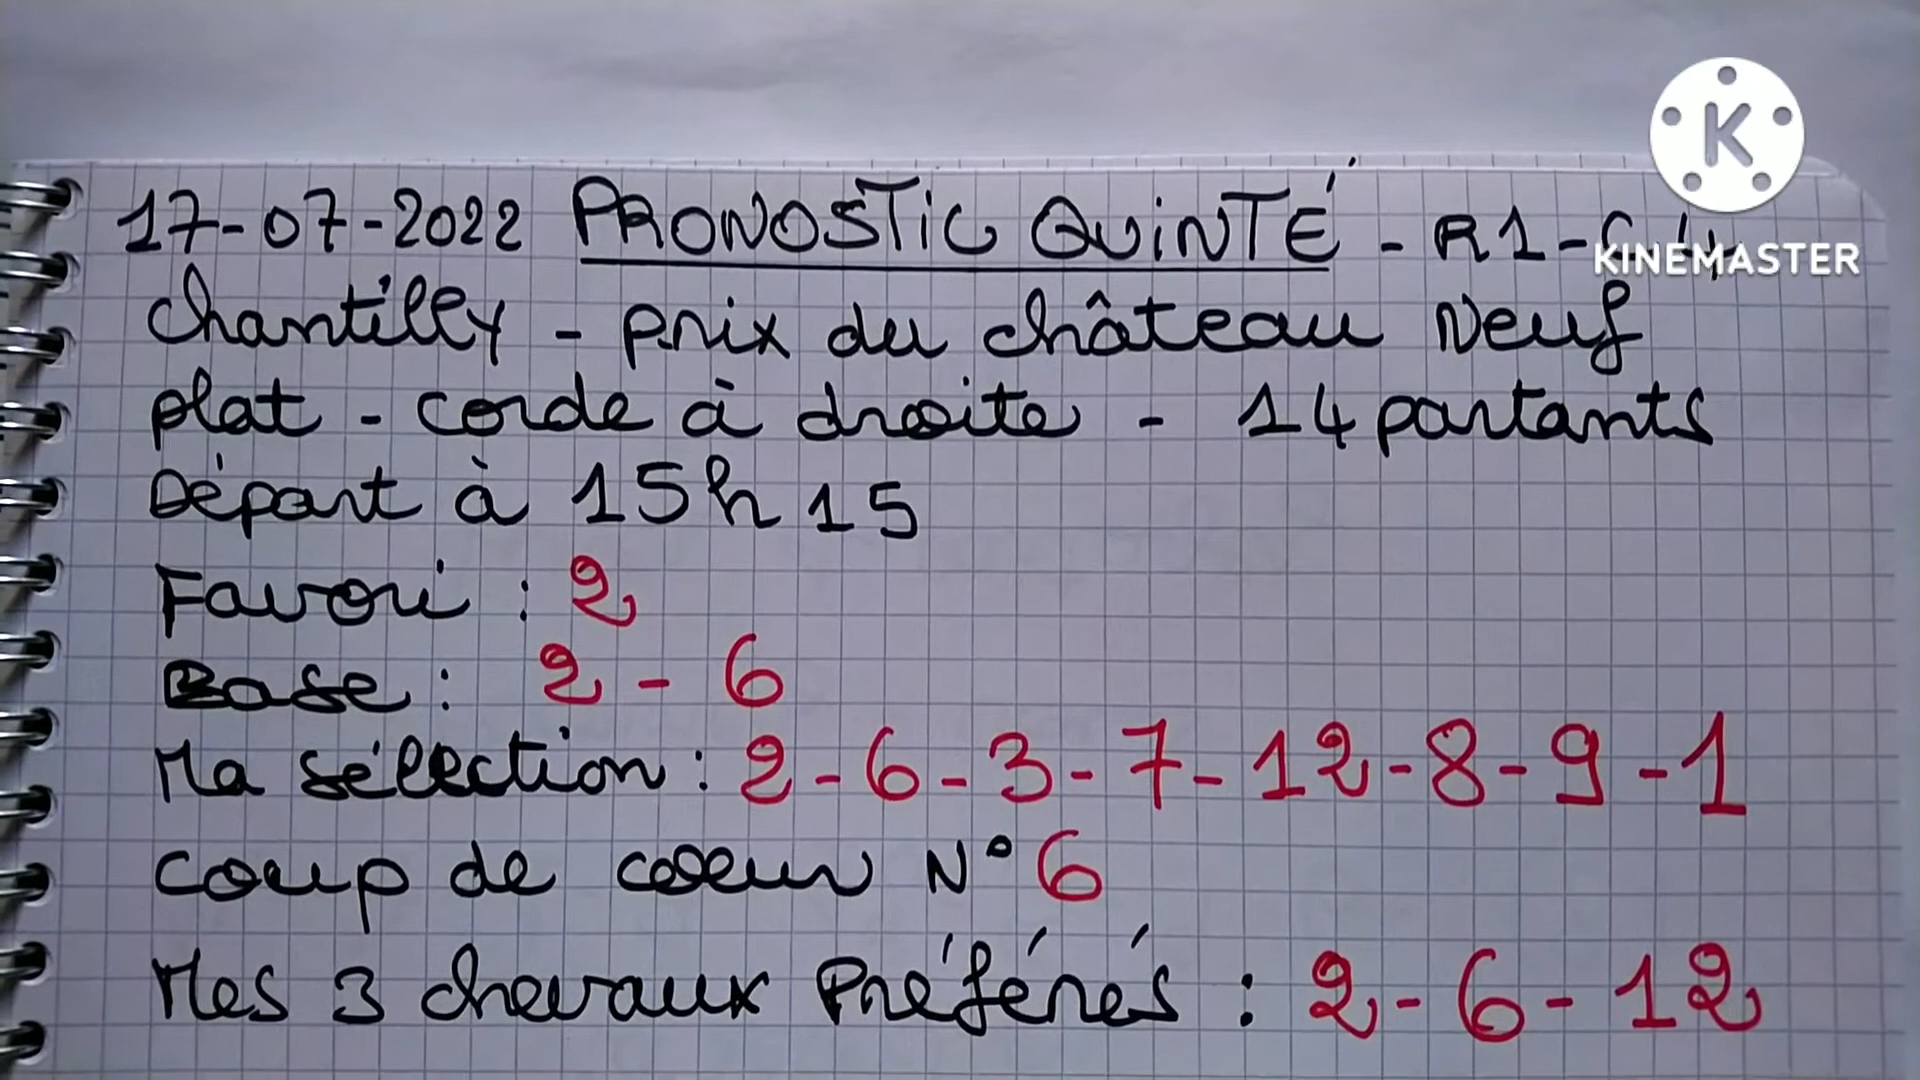 17-07-2022 PRONOSTIC QUINTÉ - R1-C4
KINEMASTER
Chantilly - prix du château Neuf
plat - corde à droite - 14 partants
Départ à 15h15
Favori : 2
Base : 2 - 6
Ma sélection : 2 - 6 - 3 - 7 - 12 - 8 - 9 - 1
coup de coeur N° 6
Mes 3 chevaux Préférés : 2 - 6 - 12